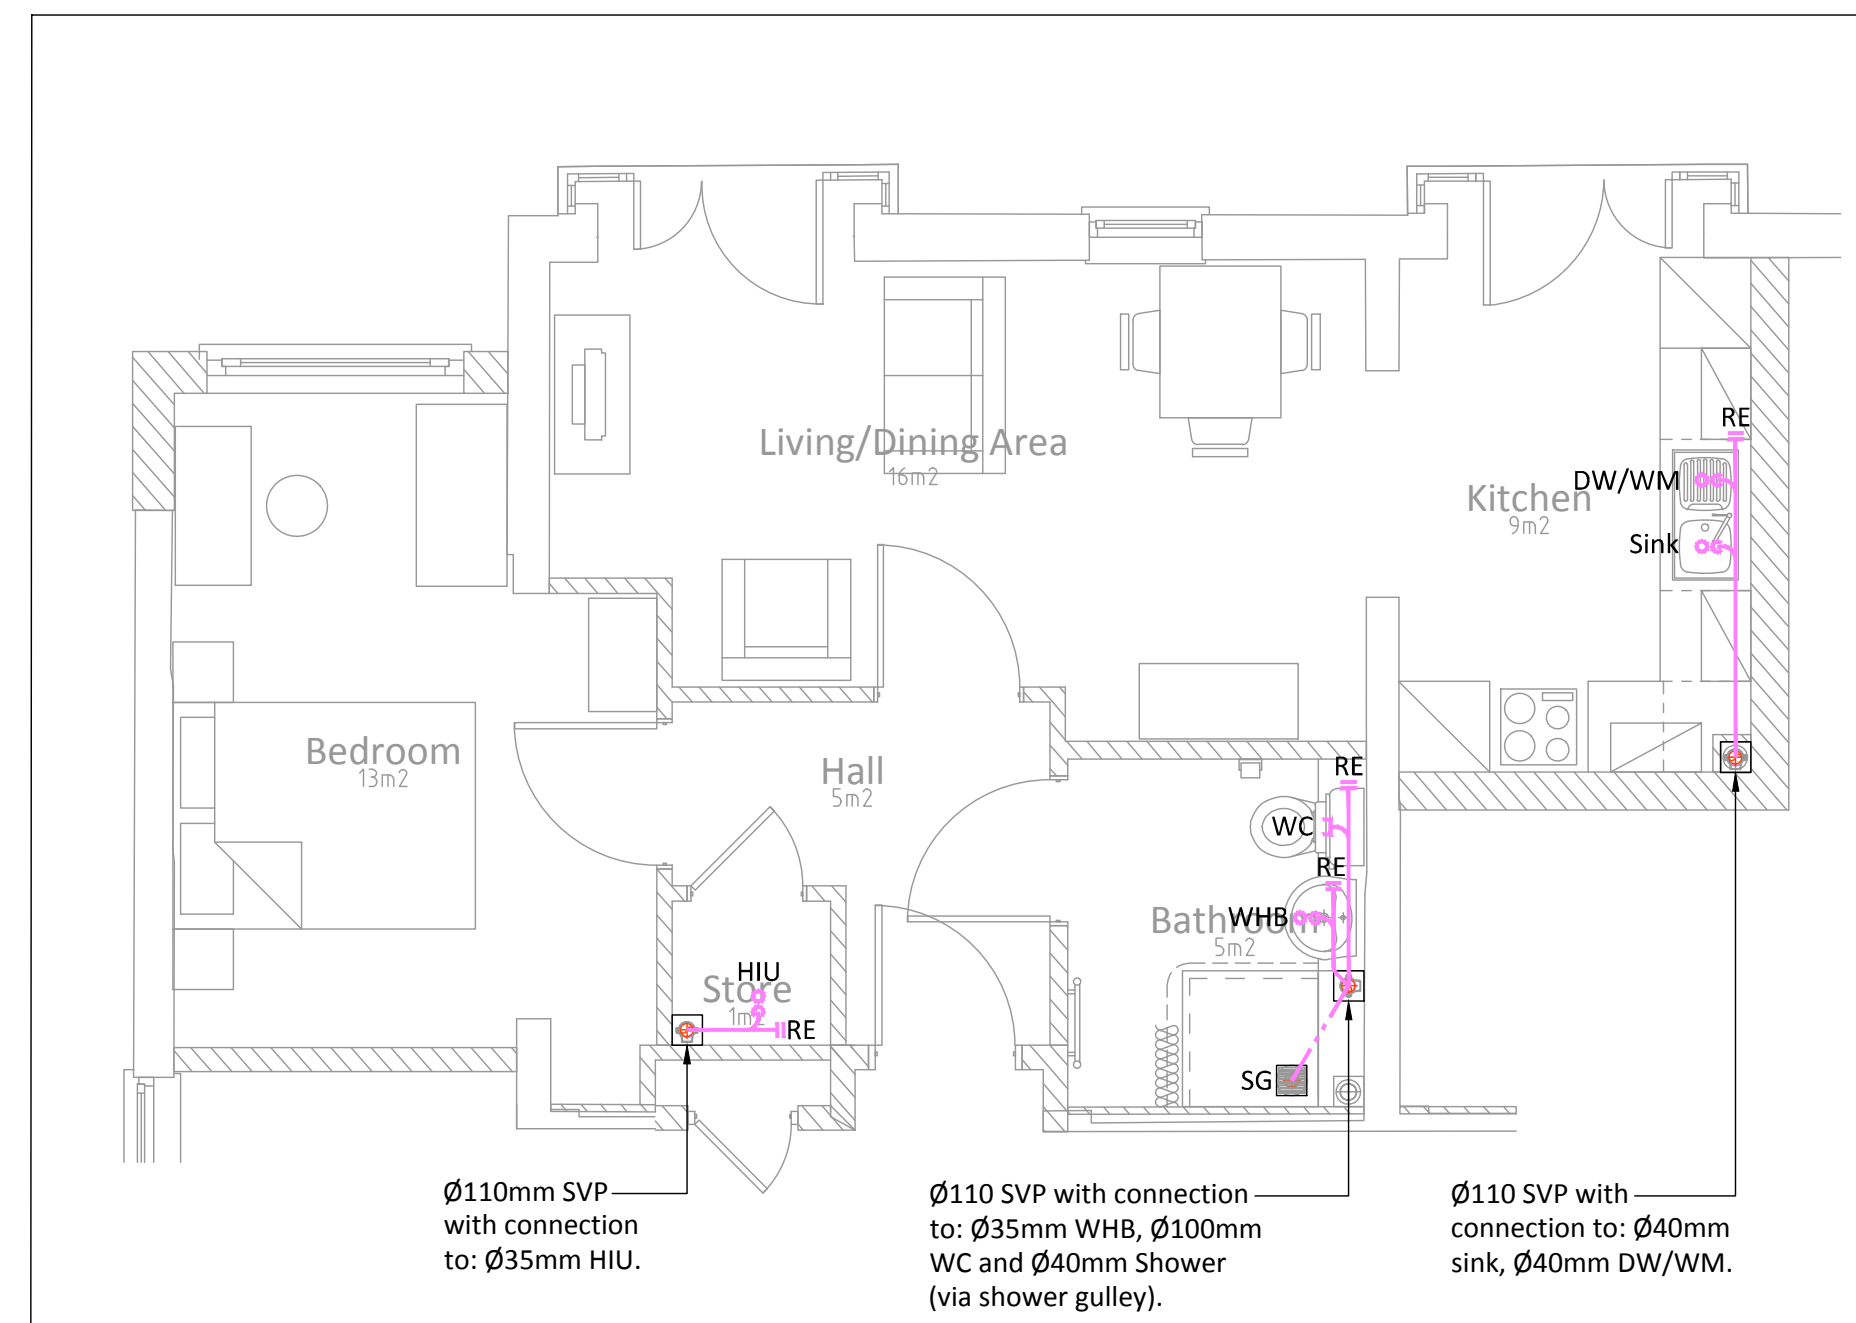 RE
Living/Dining Area
16m2
DW/WM
Kitchen
9m2
Sink
Bedroom
13m2
Hall
5m2
RE
WC
RE
WHB
Bathroom
5m2
HIU
Store
1m2
RE
SG
Ø110mm SVP
with connection
to: Ø35mm HIU.
Ø110 SVP with connection
to: Ø35mm WHB, Ø100mm
WC and Ø40mm Shower
(via shower gulley).
Ø110 SVP with
connection to: Ø40mm
sink, Ø40mm DW/WM.